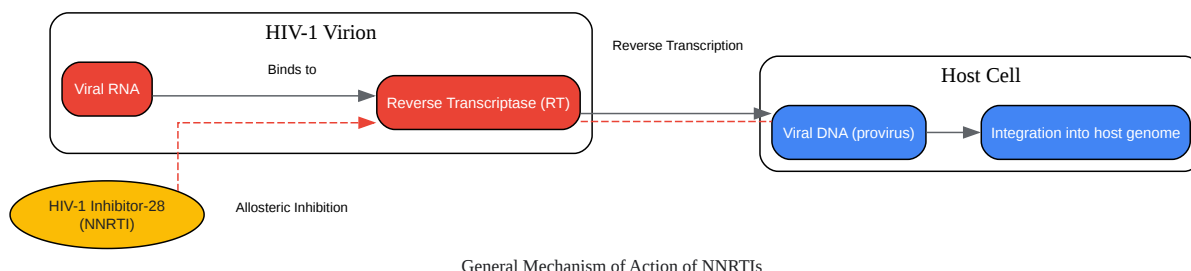 HIV-1 Virion
Reverse Transcription
Host Cell
Binds to
Viral RNA
Reverse Transcriptase (RT)
Viral DNA (provirus)
Integration into host genome
HIV-1 Inhibitor-28
(NNRTI)
Allosteric Inhibition
General Mechanism of Action of NNRTIs